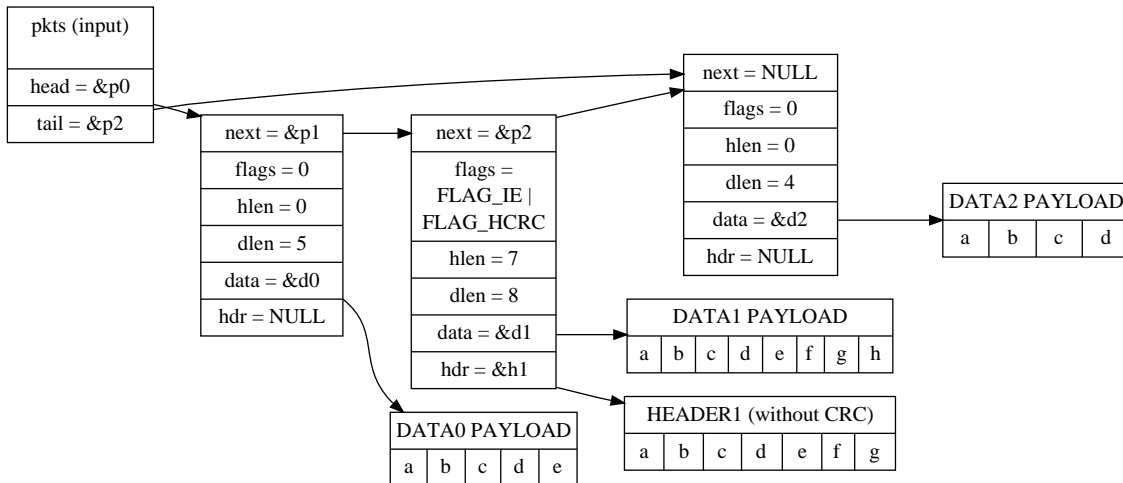 pkts (input)
head = &p0
tail = &p2
next = &p1
flags = 0
hlen = 0
dlen = 5
data = &d0
hdr = NULL
next = &p2
flags =
FLAG_IE |
FLAG_HCRC
hlen = 7
dlen = 8
data = &d1
hdr = &h1
next = NULL
flags = 0
hlen = 0
dlen = 4
data = &d2
hdr = NULL
DATA2 PAYLOAD
a b c d
DATA1 PAYLOAD
a b c d e f g h
HEADER1 (without CRC)
a b c d e f g
DATA0 PAYLOAD
a b c d e